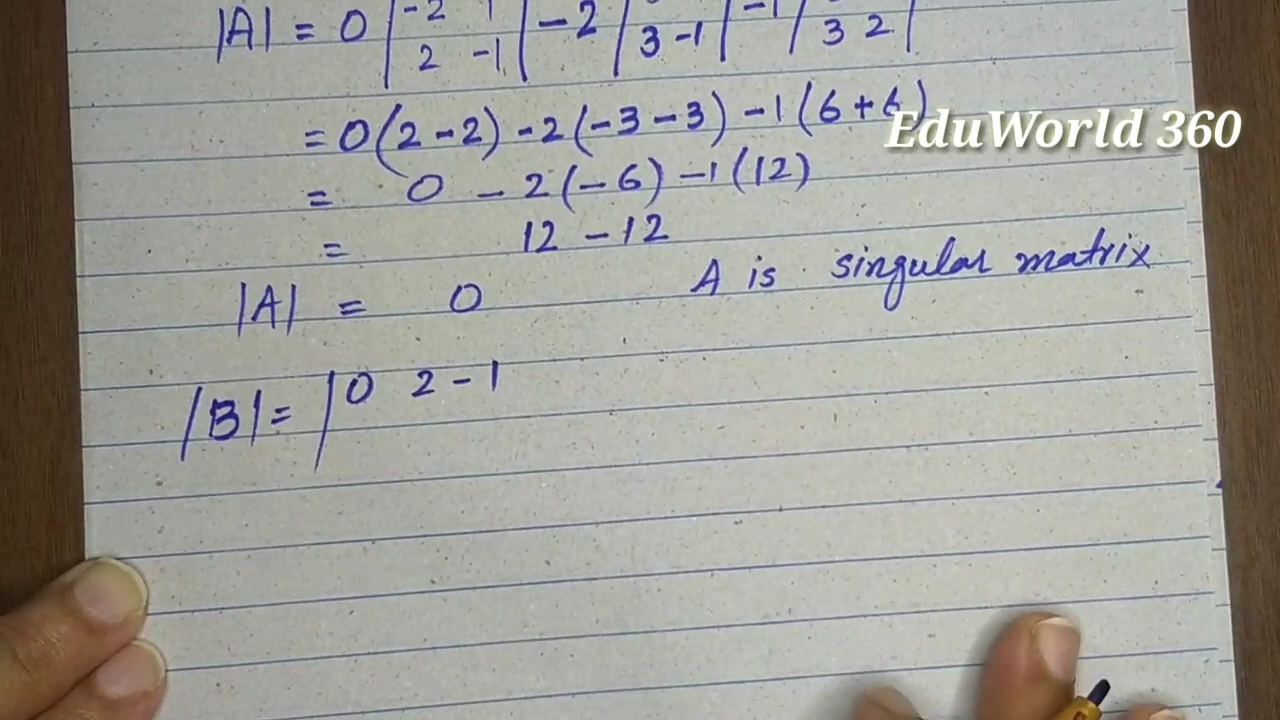 |A| = 0 | -2 1 | - 2 | | -1 | |
2 -1 3 -1 3 2
= 0 (2 - 2) - 2 (-3 - 3) - 1 (6 + 6)
EduWorld 360
= 0 - 2 (-6) - 1 (12)
= 12 - 12
|A| = 0 A is singular matrix
|B| = | 0 2 - 1